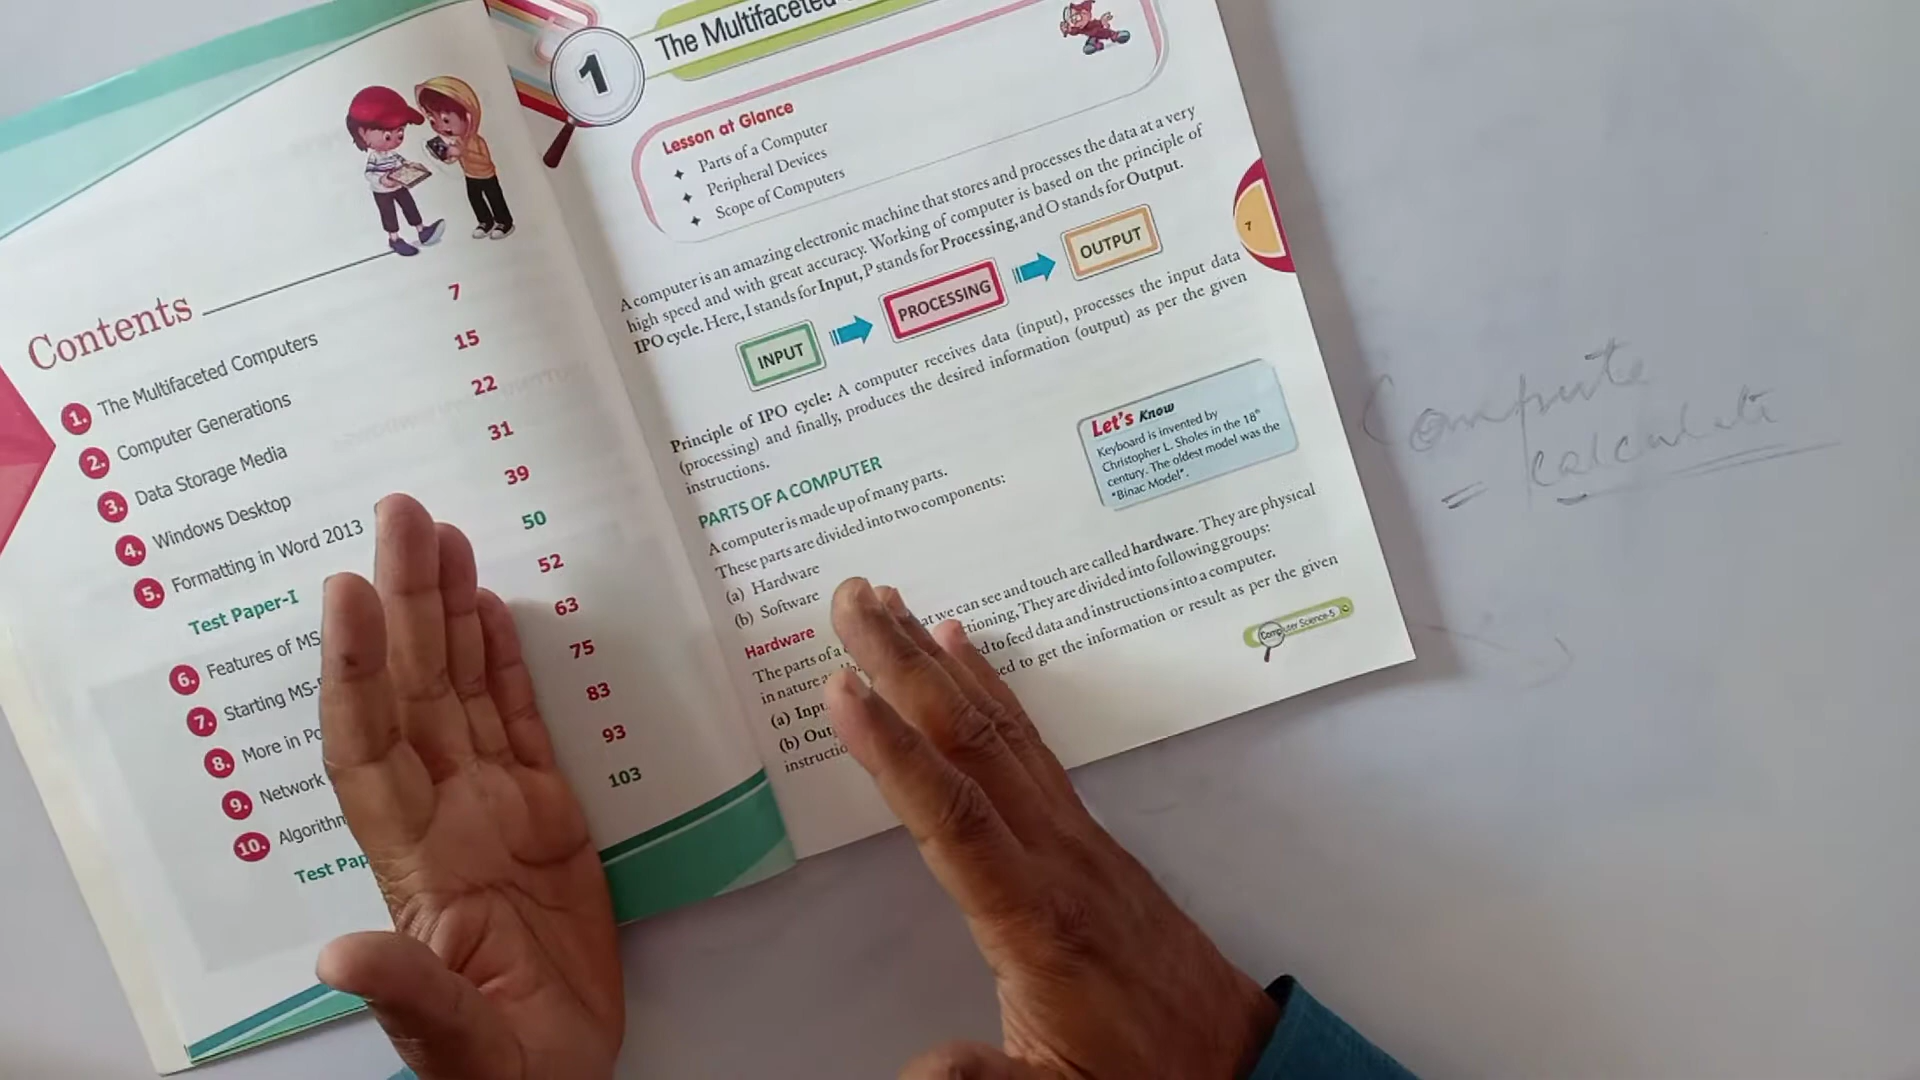 Contents
1. The Multifaceted Computers 7
2. Computer Generations 15
3. Data Storage Media 22
4. Windows Desktop 31
5. Formatting in Word 2013 39
Test Paper-I 50
6. Features of MS 52
7. Starting MS- 63
8. More in Po 75
9. Network 83
10. Algorithm 93
Test Pap 103
1
The Multifaceted
Lesson at Glance
Parts of a Computer
Peripheral Devices
Scope of Computers
A computer is an amazing electronic machine that stores and processes the data at a very
high speed and with great accuracy. Working of computer is based on the principle of
IPO cycle. Here, I stands for Input, P stands for Processing, and O stands for Output.
INPUT PROCESSING OUTPUT
7
Principle of IPO cycle: A computer receives data (input), processes the input data
(processing) and finally, produces the desired information (output) as per the given
instructions.
PARTS OF A COMPUTER
A computer is made up of many parts.
These parts are divided into two components:
(a) Hardware
(b) Software
Let's Know
Keyboard is invented by
Christopher L. Sholes in the 18th
century. The oldest model was the
"Binac Model".
Hardware
The parts of a at we can see and touch are called hardware. They are physical
in nature a tioning. They are divided into following groups:
(a) Inpu d to feed data and instructions into a computer.
(b) Out sed to get the information or result as per the given
instructio
Computer Science-5
Compute
= calculate